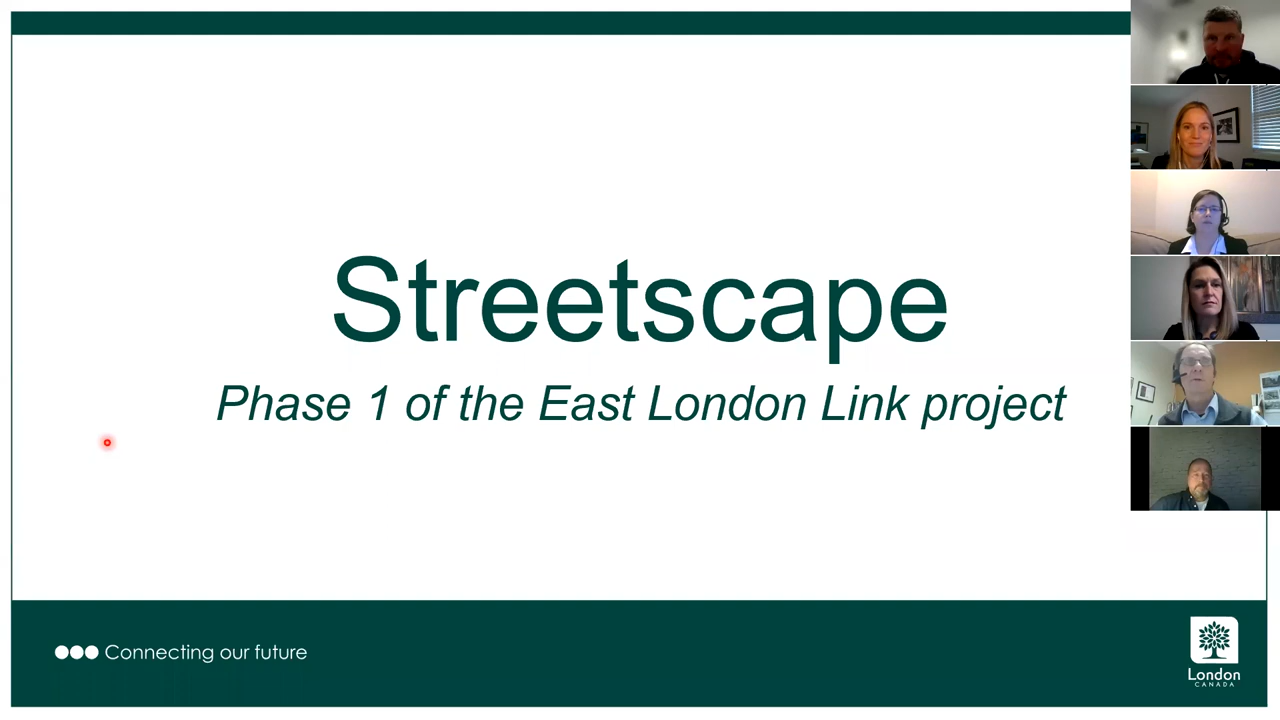 Streetscape
Phase 1 of the East London Link project
Connecting our future
London
CANADA